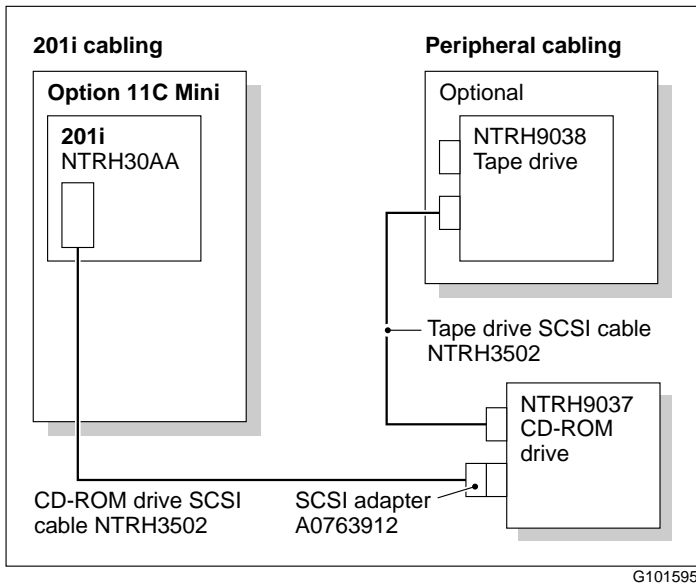 201i cabling
Option 11C Mini
201i
NTRH30AA
CD-ROM drive SCSI
cable NTRH3502
Peripheral cabling
Optional
NTRH9038
Tape drive
Tape drive SCSI cable
NTRH3502
NTRH9037
CD-ROM
drive
SCSI adapter
A0763912
G101595